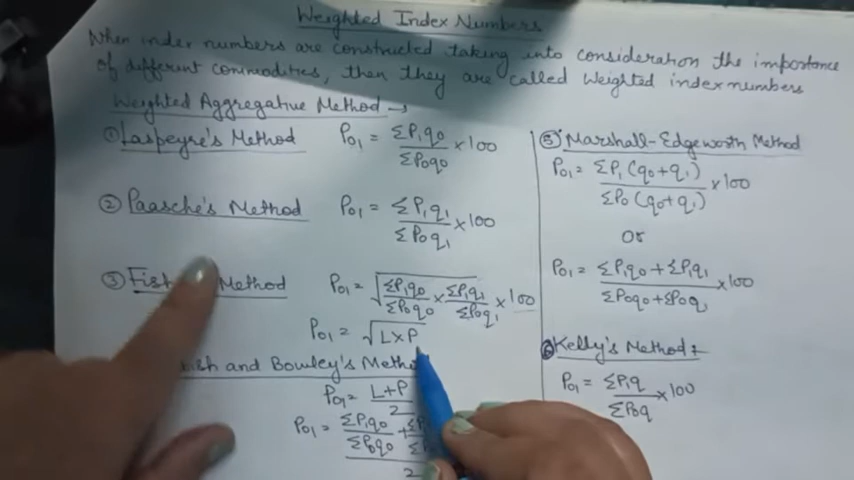 Weighted Index Numbers
When index numbers are constructed taking into consideration the importance
of different commodities, then they are called Weighted index numbers
Weighted Aggregative Method →
① Laspeyre's Method P₀₁ = ΣP₁q₀ / ΣP₀q₀ × 100
② Paasche's Method P₀₁ = ΣP₁q₁ / ΣP₀q₁ × 100
③ Method P₀₁ = √(ΣP₁q₀ / ΣP₀q₀ × ΣP₁q₁ / ΣP₀q₁) × 100
P₀₁ = √(L×P)
and Bowley's
P₀₁ = L+P / 2
P₀₁ = ΣP₁q₀ / ΣP₀q₀ + / 2
⑤ Marshall-Edgeworth Method
P₀₁ = ΣP₁(q₀+q₁) / ΣP₀(q₀+q₁) × 100
Or
P₀₁ = ΣP₁q₀ + ΣP₁q₁ / ΣP₀q₀ + ΣP₀q₁ × 100
⑥ Kelly's Method
P₀₁ = ΣP₁q / ΣP₀q × 100